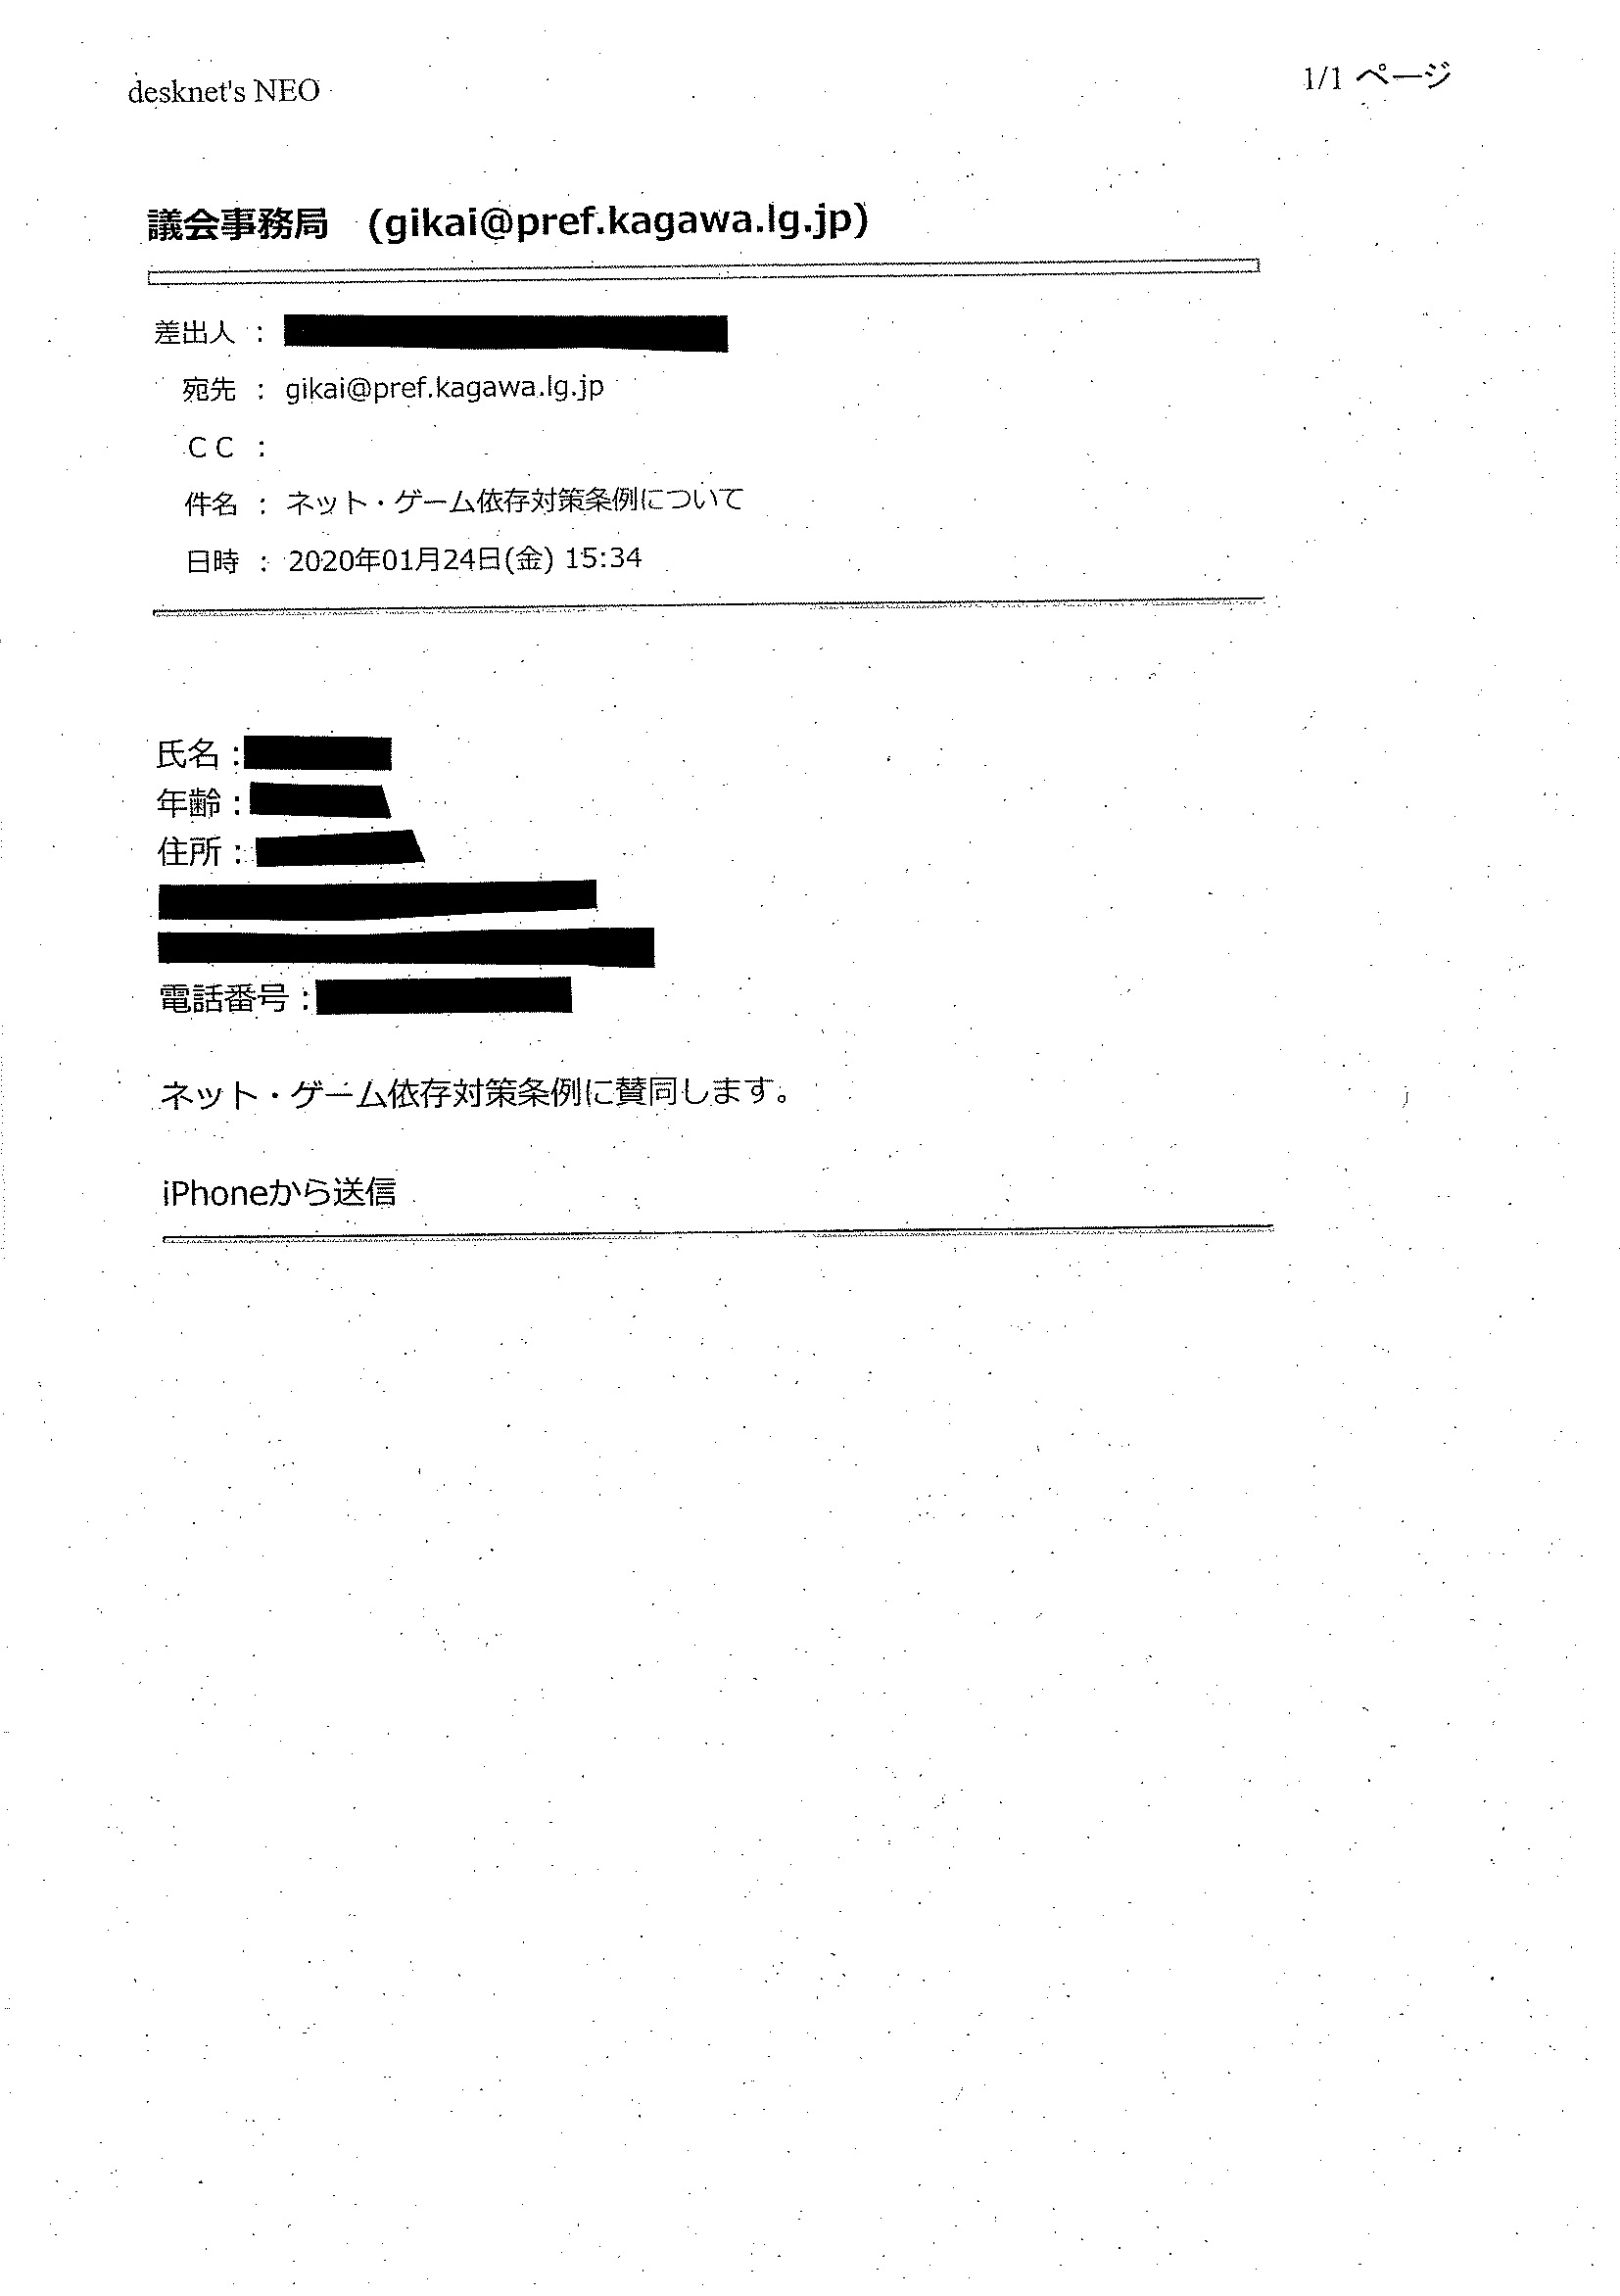 desknet's NEO
1/1 ページ
議会事務局 (gikai@pref.kagawa.lg.jp)
差出人 :
宛先 : gikai@pref.kagawa.lg.jp
CC :
件名 : ネット・ゲーム依存対策条例について
日時 : 2020年01月24日(金) 15:34
氏名:
年齢:
住所:
電話番号:
ネット・ゲーム依存対策条例に賛同します。
iPhoneから送信